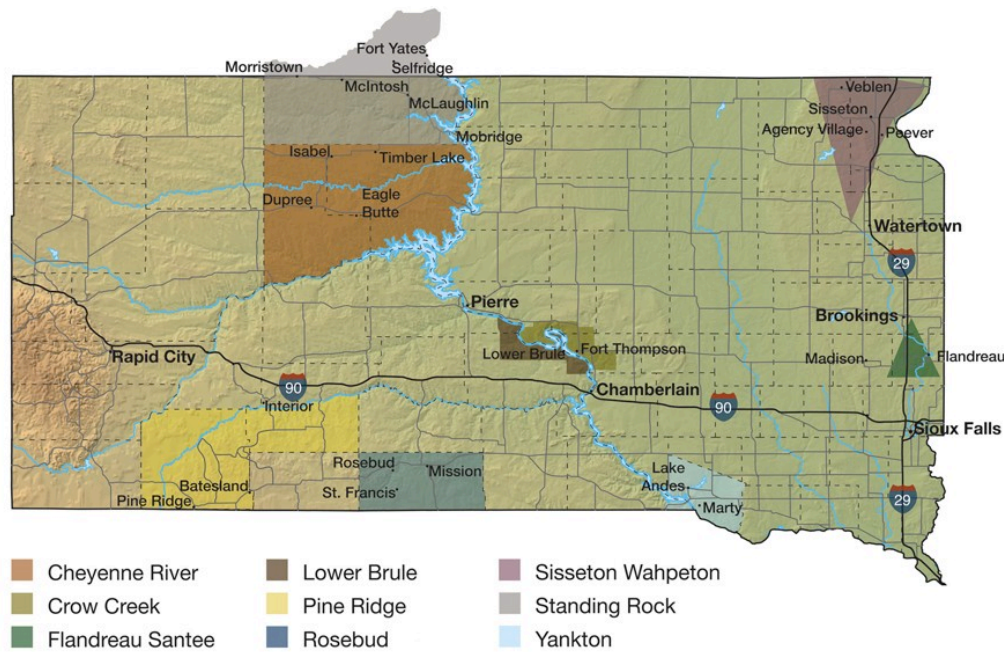 Fort Yates
Selfridge
Morristown
McIntosh
McLaughlin
Mobridge
Isabel
Timber Lake
Dupree
Eagle
Butte
Veblen
Sisseton
Agency Village
Peever
Watertown
29
Pierre
Brookings
Lower Brule
Fort Thompson
Madison
Flandreau
Rapid City
90
Interior
Chamberlain
90
Sioux Falls
Rosebud
Mission
St. Francis
Batesland
Pine Ridge
Lake
Andes
Marty
29
Cheyenne River
Lower Brule
Sisseton Wahpeton
Crow Creek
Pine Ridge
Standing Rock
Flandreau Santee
Rosebud
Yankton